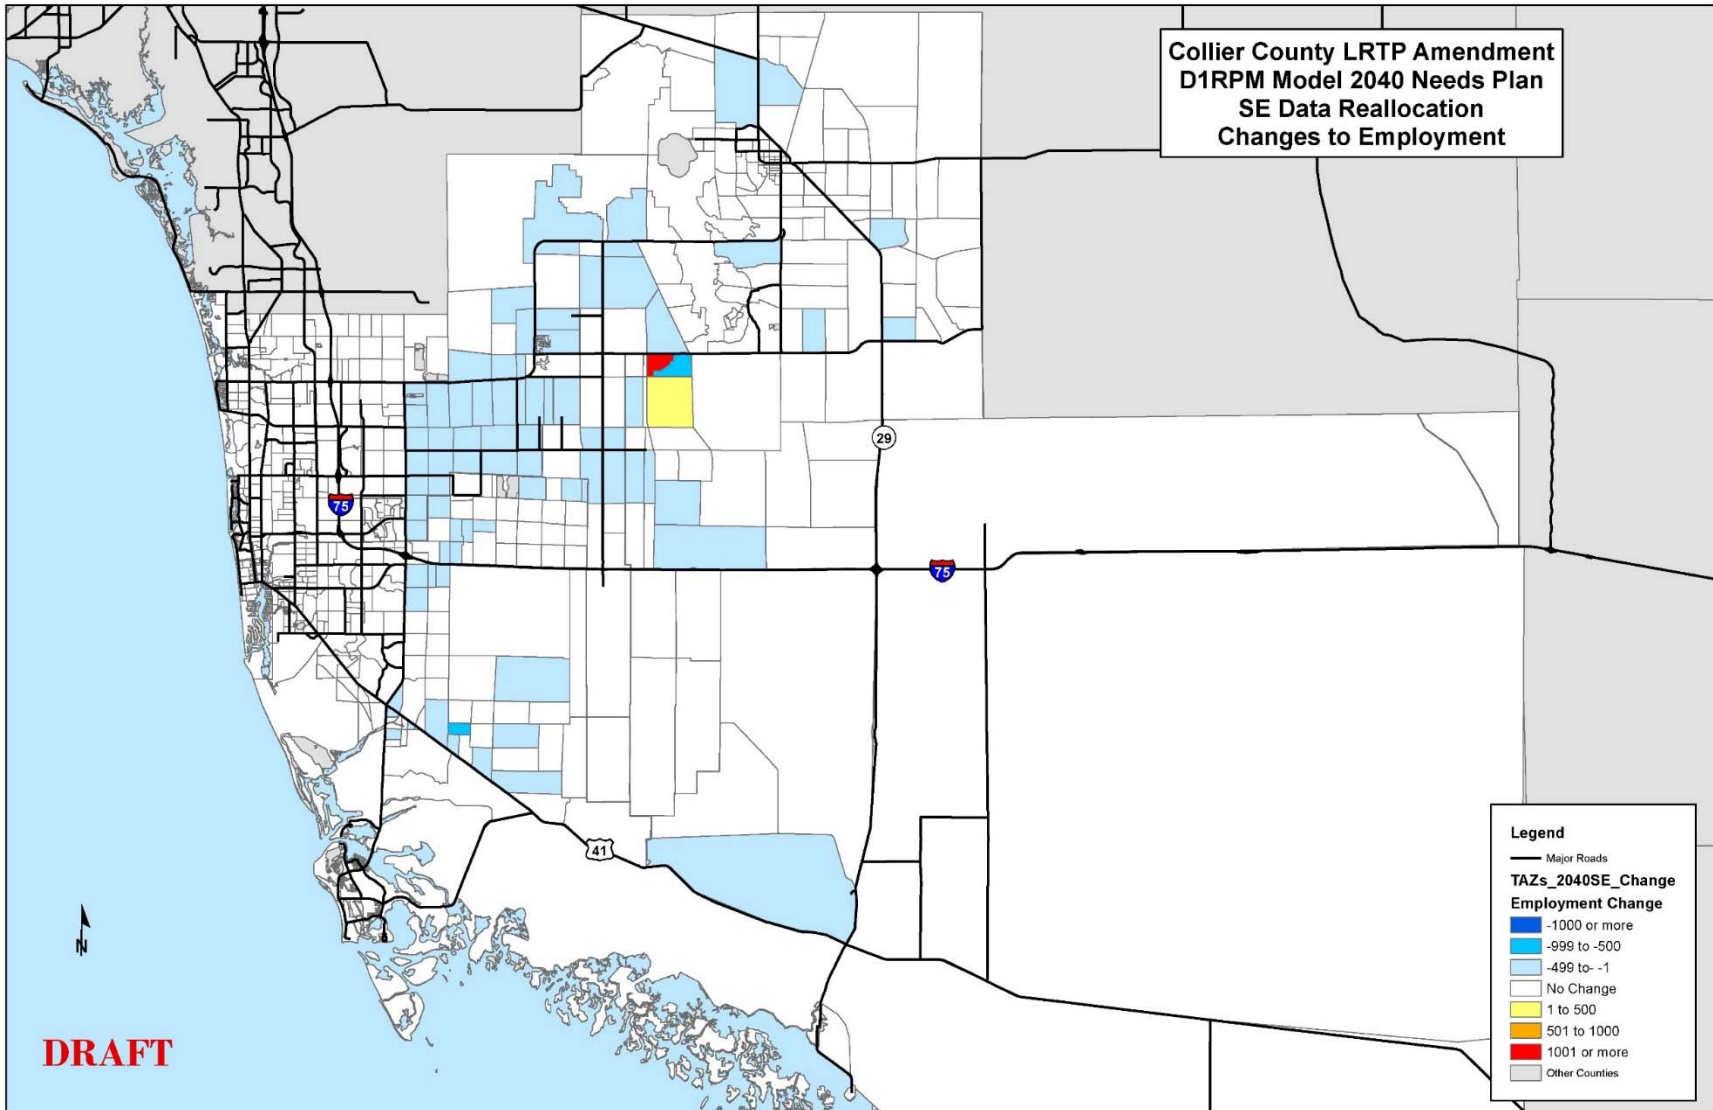 Collier County LRTP Amendment
D1RPM Model 2040 Needs Plan
SE Data Reallocation
Changes to Employment
29
75
75
41
N
DRAFT
Legend
Major Roads
TAZs_2040SE_Change
Employment Change
-1000 or more
-999 to -500
-499 to- -1
No Change
1 to 500
501 to 1000
1001 or more
Other Counties